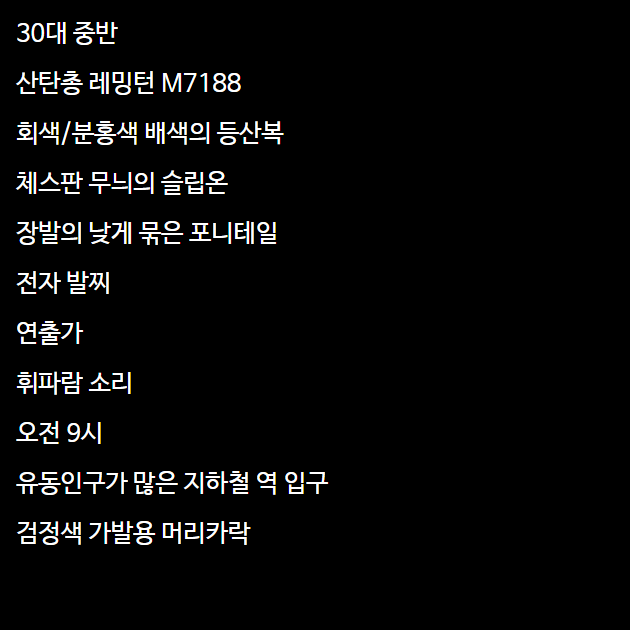 30대 중반
산탄총 레밍턴 M7188
회색/분홍색 배색의 등산복
체스판 무늬의 슬립온
장발의 낮게 묶은 포니테일
전자 발찌
연출가
휘파람 소리
오전 9시
유동인구가 많은 지하철 역 입구
검정색 가발용 머리카락